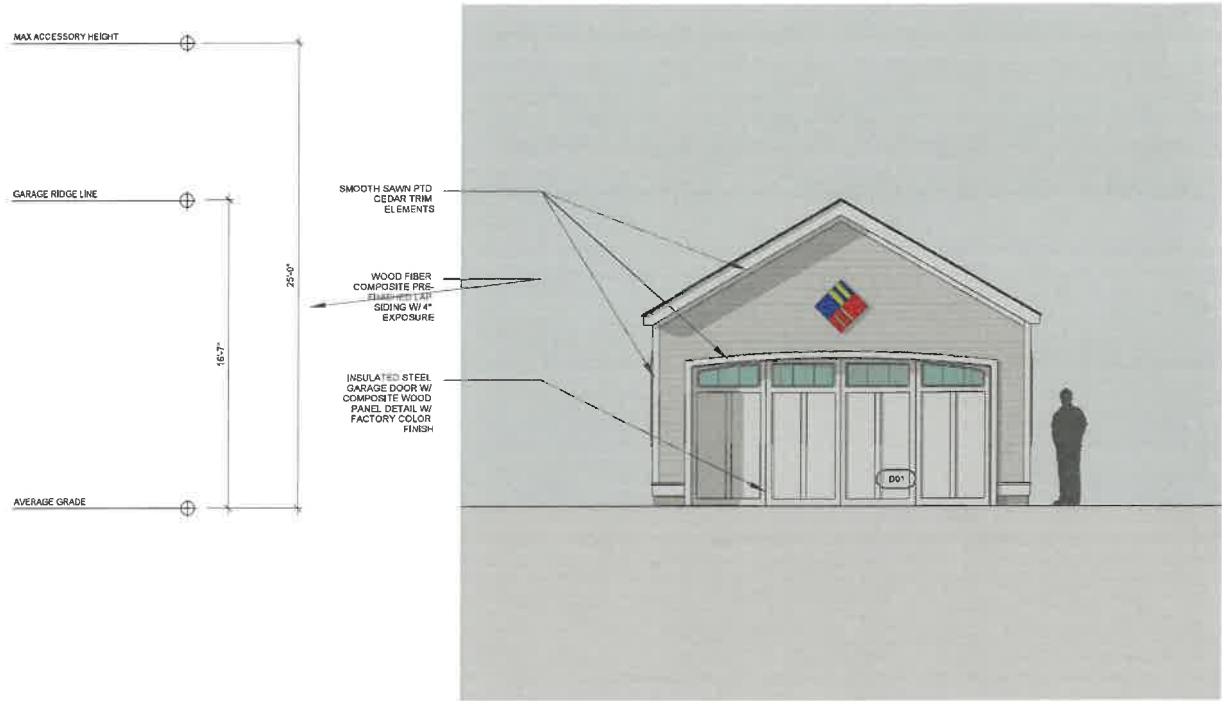 MAX ACCESSORY HEIGHT
GARAGE RIDGE LINE
25'-0"
16'-7"
AVERAGE GRADE
SMOOTH SAWN PTD
CEDAR TRIM
ELEMENTS
WOOD FIBER
COMPOSITE PRE-
FINISHED LAP
SIDING W/ 4"
EXPOSURE
INSULATED STEEL
GARAGE DOOR W/
COMPOSITE WOOD
PANEL DETAIL W/
FACTORY COLOR
FINISH
D01